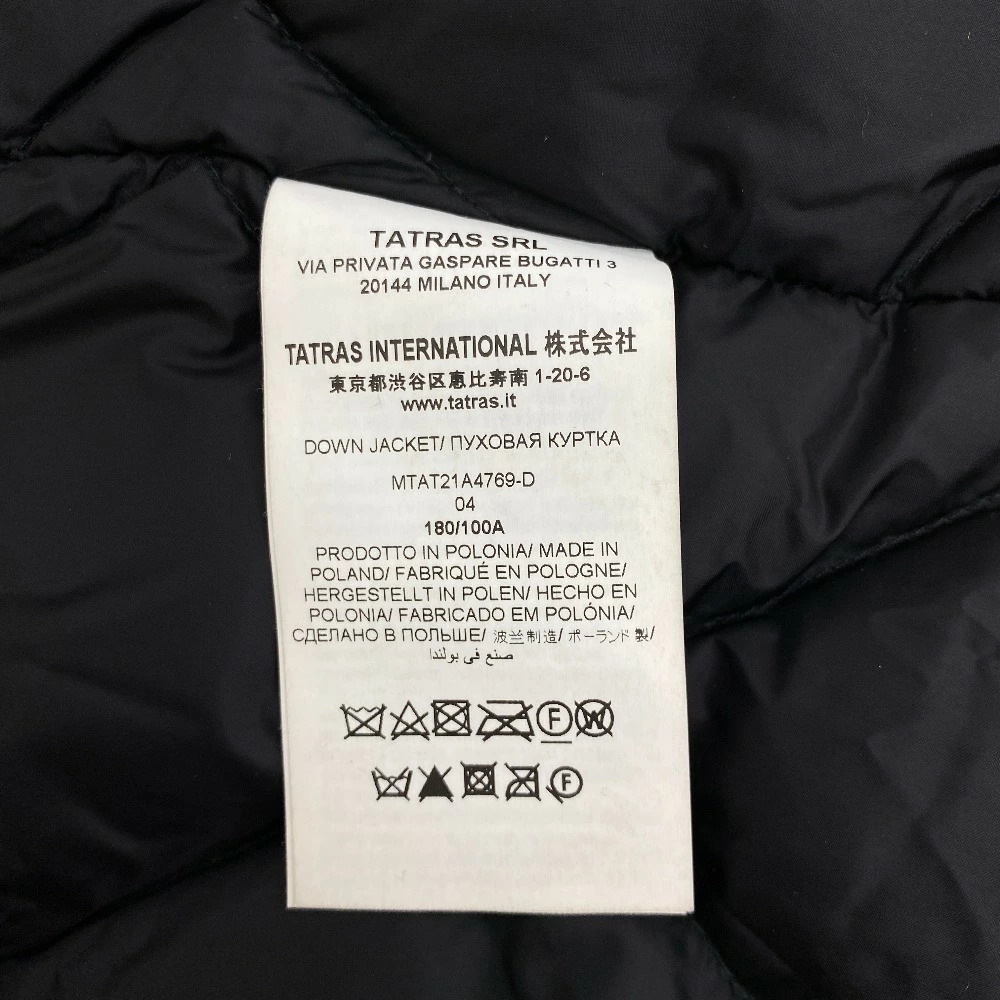 TATRAS SRL
VIA PRIVATA GASPARE BUGATTI 3
20144 MILANO ITALY
TATRAS INTERNATIONAL 株式会社
東京都渋谷区恵比寿南 1-20-6
www.tatras.it
DOWN JACKET/ ПУХОВАЯ КУРТКА
MTAT21A4769-D
04
180/100A
PRODOTTO IN POLONIA/ MADE IN
POLAND/ FABRIQUÉ EN POLOGNE/
HERGESTELLT IN POLEN/ HECHO EN
POLONIA/ FABRICADO EM POLÓNIA/
СДЕЛАНО В ПОЛЬШЕ/ 波兰制造/ ポーランド 製/
صنع في بولندا
F W
F